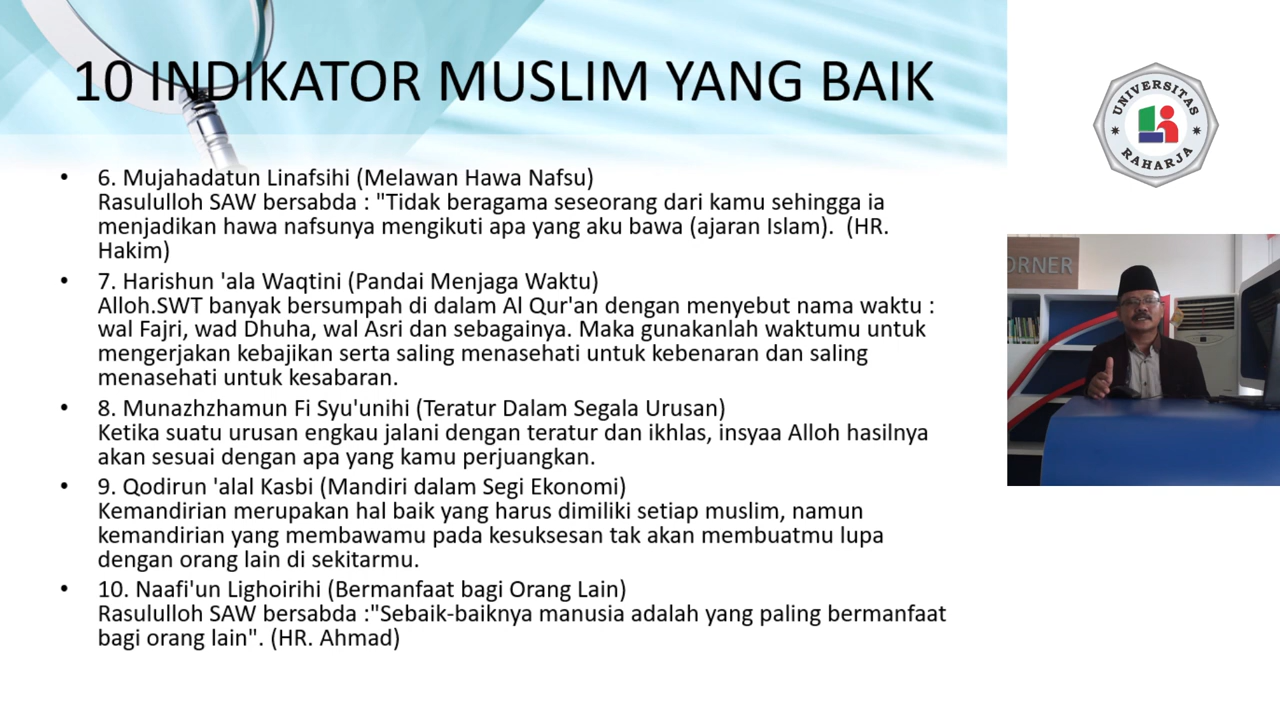 10 INDIKATOR MUSLIM YANG BAIK
• 6. Mujahadatun Linafsihi (Melawan Hawa Nafsu)
Rasululloh SAW bersabda : "Tidak beragama seseorang dari kamu sehingga ia
menjadikan hawa nafsunya mengikuti apa yang aku bawa (ajaran Islam). (HR.
Hakim)
• 7. Harishun 'ala Waqtini (Pandai Menjaga Waktu)
Alloh.SWT banyak bersumpah di dalam Al Qur'an dengan menyebut nama waktu :
wal Fajri, wad Dhuha, wal Asri dan sebagainya. Maka gunakanlah waktumu untuk
mengerjakan kebajikan serta saling menasehati untuk kebenaran dan saling
menasehati untuk kesabaran.
• 8. Munazhzhamun Fi Syu'unihi (Teratur Dalam Segala Urusan)
Ketika suatu urusan engkau jalani dengan teratur dan ikhlas, insyaa Alloh hasilnya
akan sesuai dengan apa yang kamu perjuangkan.
• 9. Qodirun 'alal Kasbi (Mandiri dalam Segi Ekonomi)
Kemandirian merupakan hal baik yang harus dimiliki setiap muslim, namun
kemandirian yang membawamu pada kesuksesan tak akan membuatmu lupa
dengan orang lain di sekitarmu.
• 10. Naafi'un Lighoirihi (Bermanfaat bagi Orang Lain)
Rasululloh SAW bersabda :"Sebaik-baiknya manusia adalah yang paling bermanfaat
bagi orang lain". (HR. Ahmad)
UNIVERSITAS
RAHARJA
ORNER